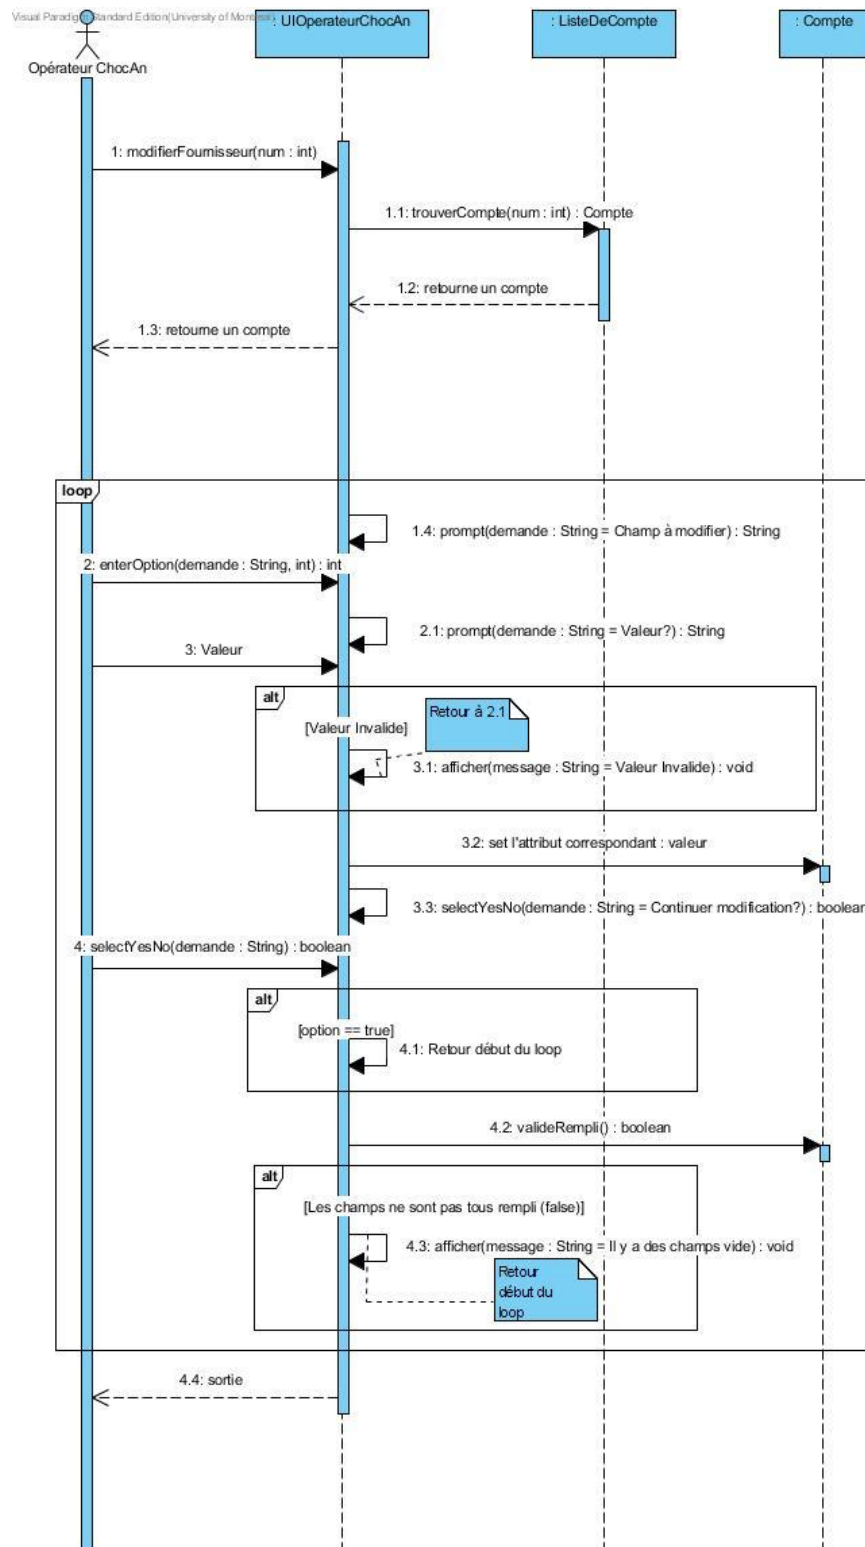 Visual Paradigm Standard Edition(University of Montreal)
: UIOperateurChocAn
: ListeDeCompte
: Compte
Opérateur ChocAn
1: modifierFournisseur(num : int)
1.1: trouverCompte(num : int) : Compte
1.2: retourne un compte
1.3: retourne un compte
loop
1.4: prompt(demande : String = Champ à modifier) : String
2: enterOption(demande : String, int) : int
2.1: prompt(demande : String = Valeur?) : String
3: Valeur
alt
Retour à 2.1
[Valeur Invalide]
3.1: afficher(message : String = Valeur Invalide) : void
3.2: set l'attribut correspondant : valeur
3.3: selectYesNo(demande : String = Continuer modification?) : boolean
4: selectYesNo(demande : String) : boolean
alt
[option == true]
4.1: Retour début du loop
4.2: valideRempli() : boolean
alt
[Les champs ne sont pas tous rempli (false)]
4.3: afficher(message : String = Il y a des champs vide) : void
Retour
début du
loop
4.4: sortie